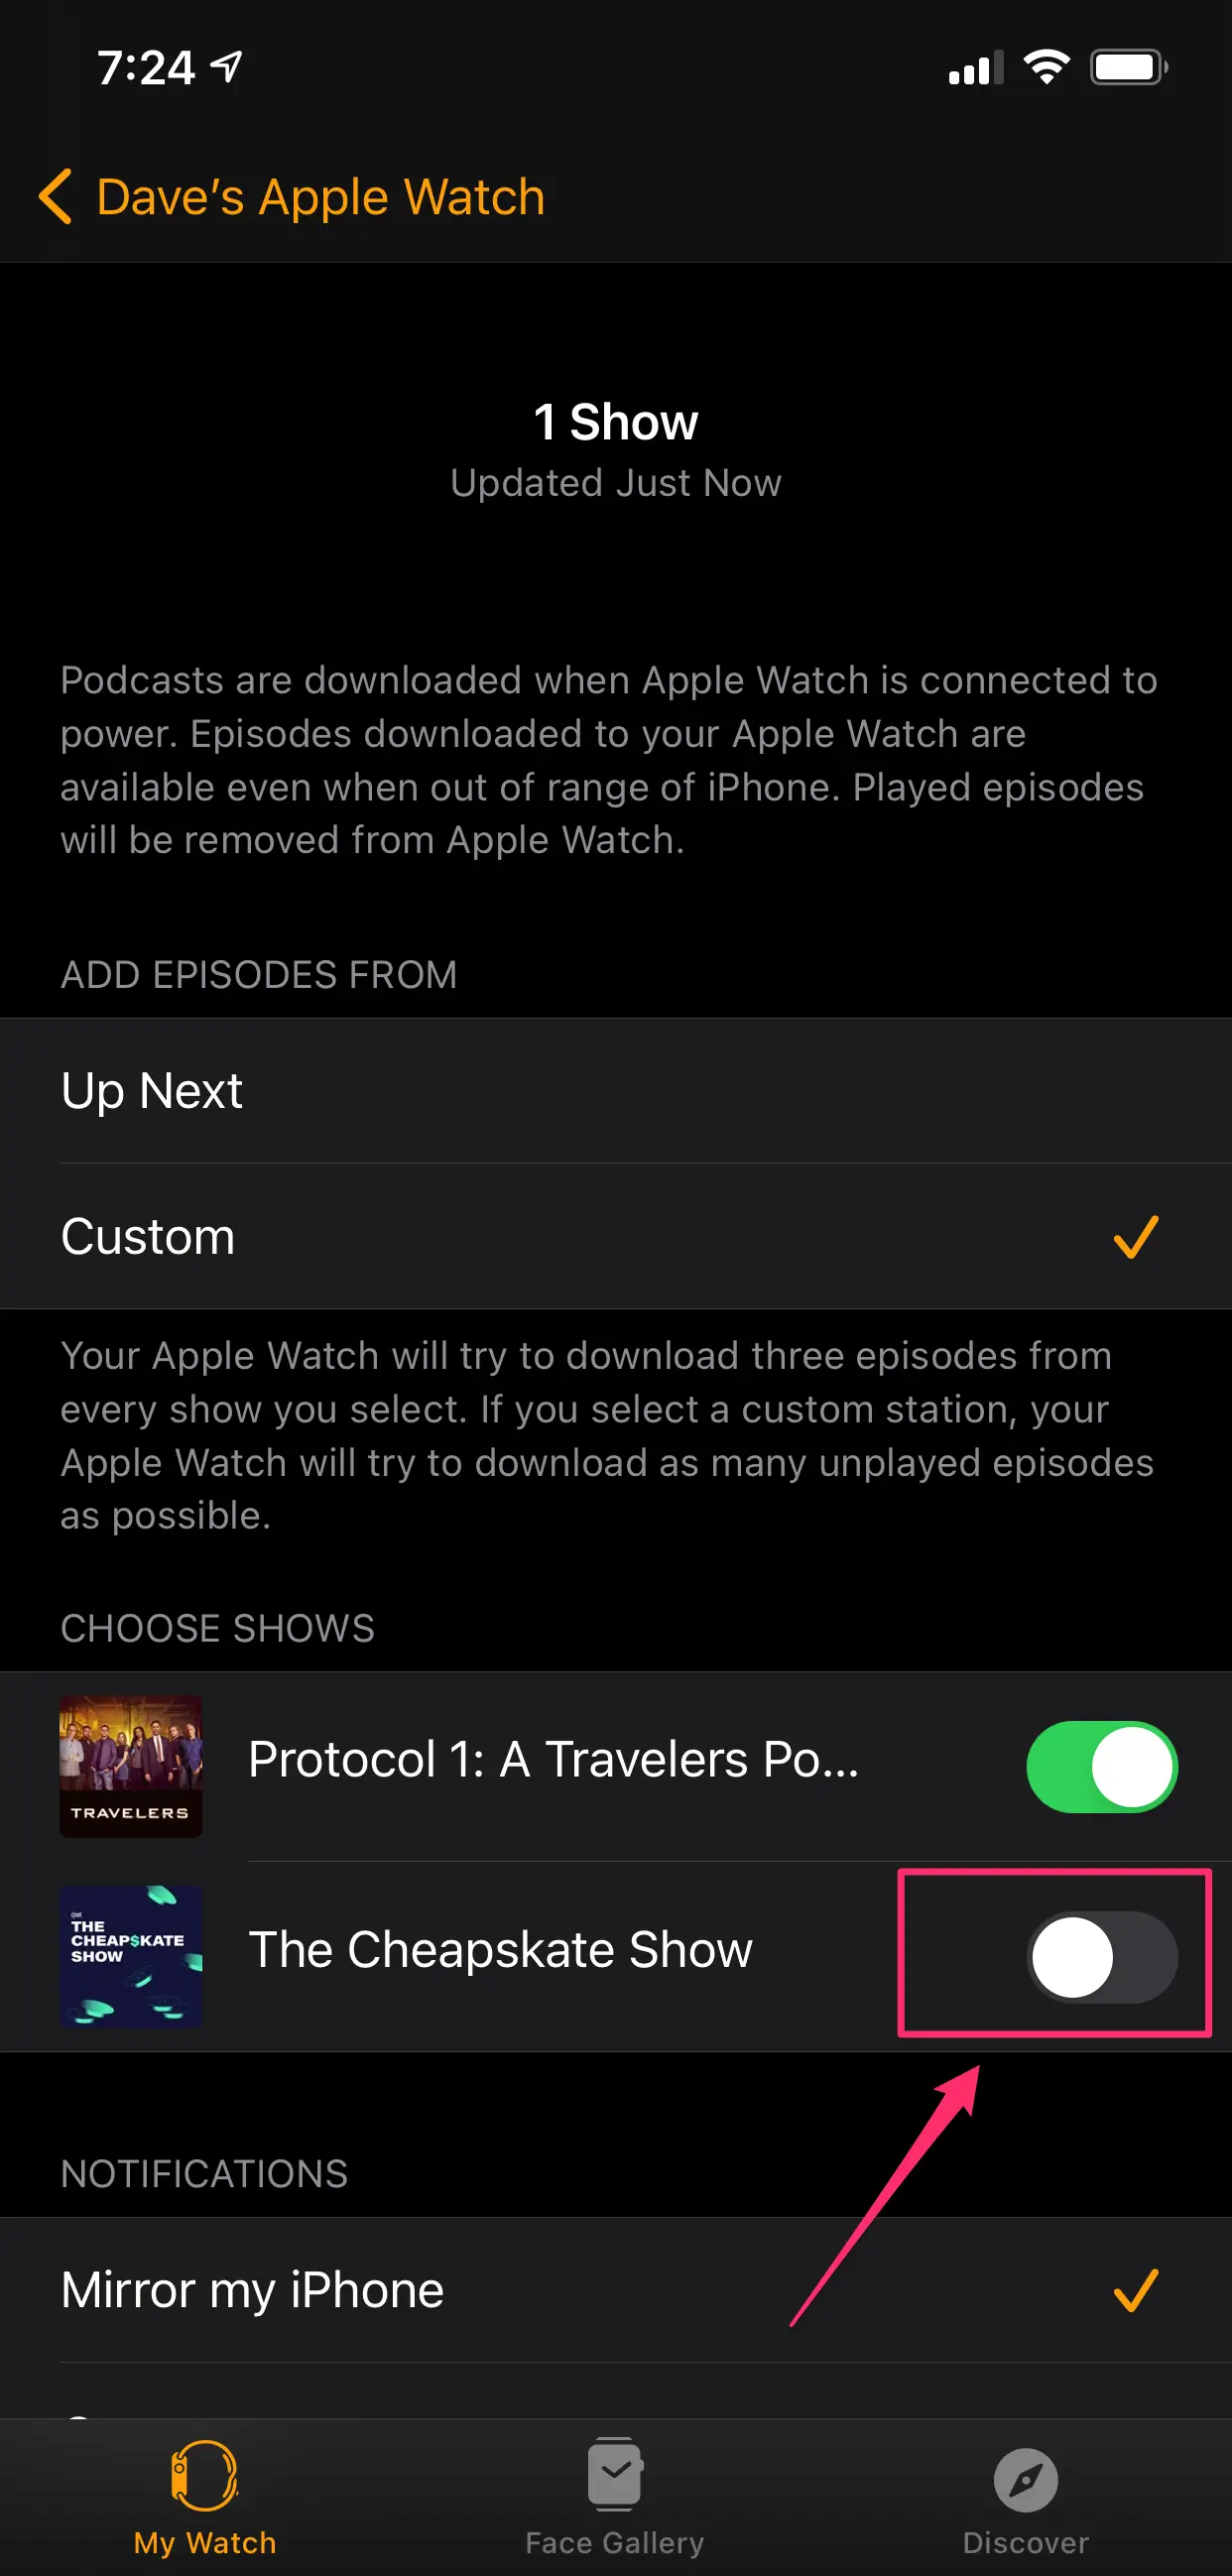 7:24
Dave’s Apple Watch
1 Show
Updated Just Now
Podcasts are downloaded when Apple Watch is connected to
power. Episodes downloaded to your Apple Watch are
available even when out of range of iPhone. Played episodes
will be removed from Apple Watch.
ADD EPISODES FROM
Up Next
Custom
Your Apple Watch will try to download three episodes from
every show you select. If you select a custom station, your
Apple Watch will try to download as many unplayed episodes
as possible.
CHOOSE SHOWS
TRAVELERS
Protocol 1: A Travelers Po...
THE
CHEAP$KATE
SHOW
The Cheapskate Show
NOTIFICATIONS
Mirror my iPhone
My Watch
Face Gallery
Discover